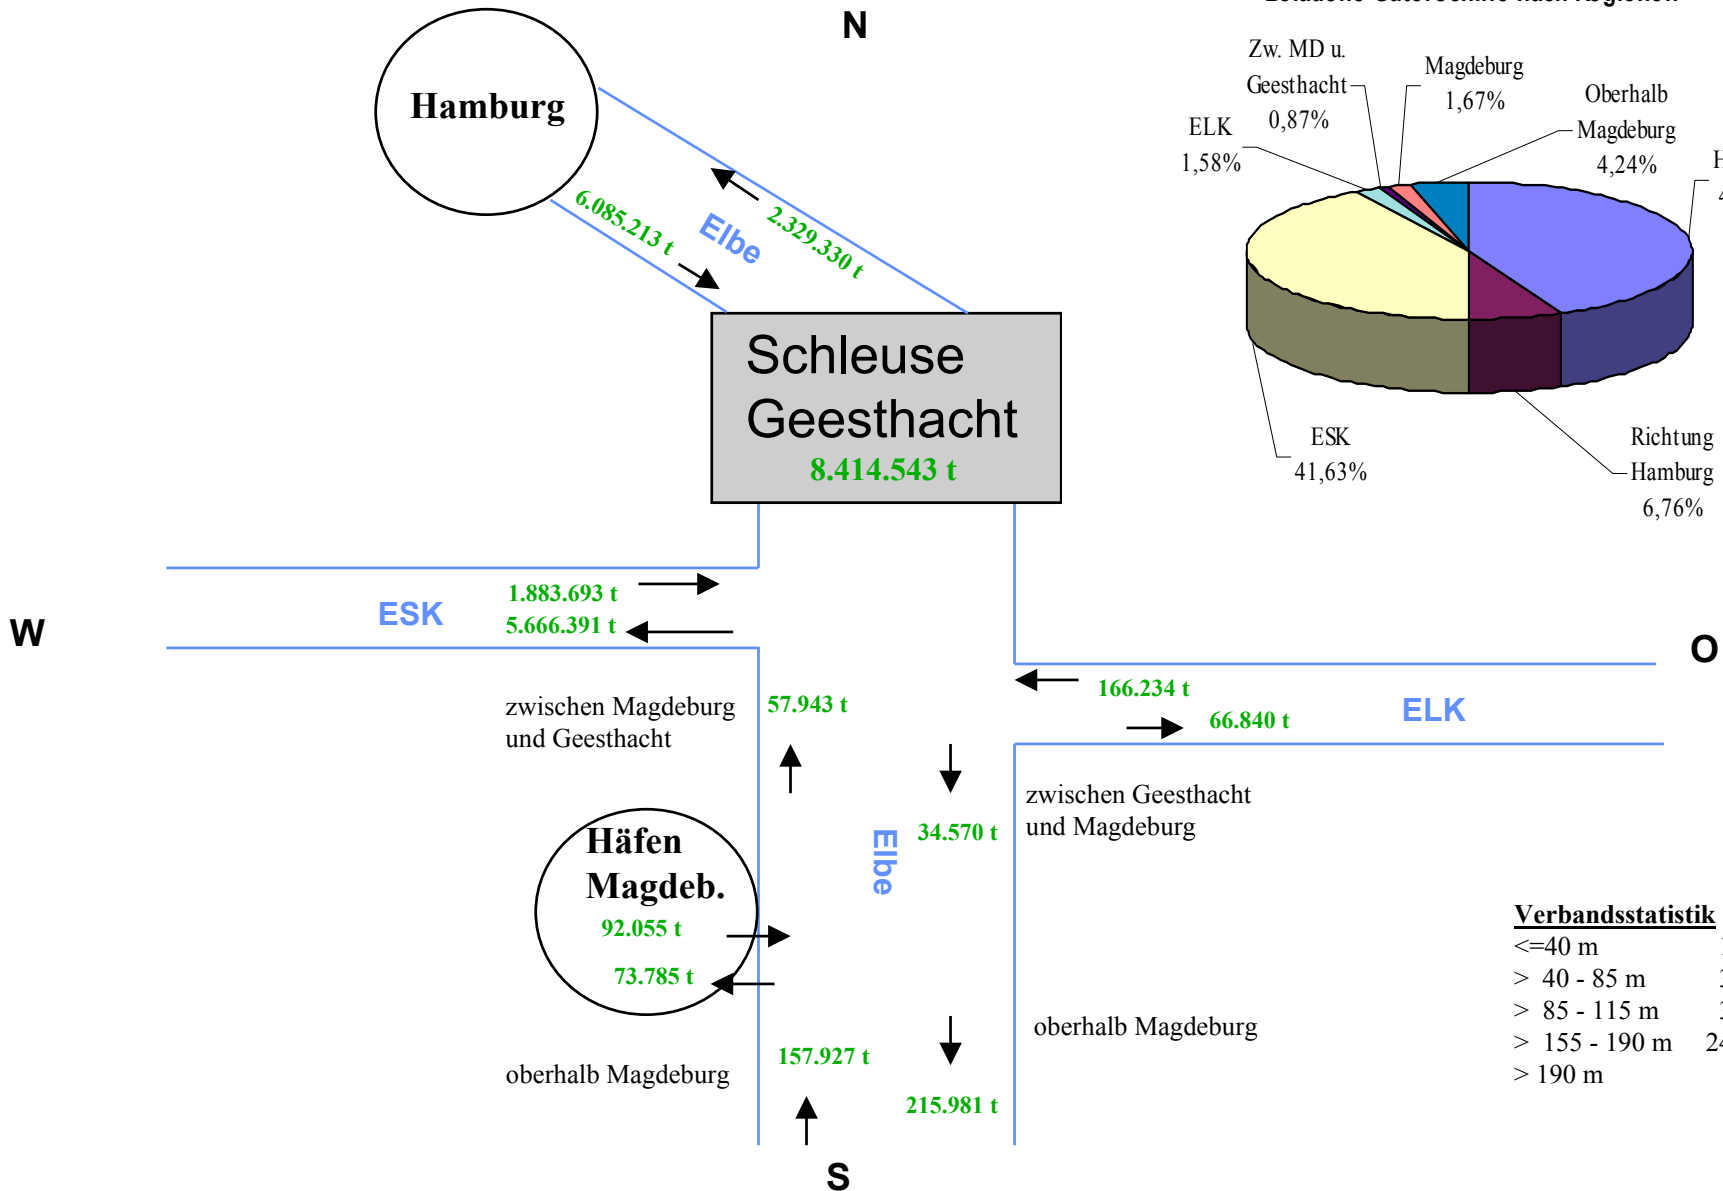 N
Hamburg
6.085.213 t
Elbe
2.329.330 t
Schleuse
Geesthacht
8.414.543 t
Zw. MD u.
Geesthacht
0,87%
Magdeburg
1,67%
Oberhalb
Magdeburg
4,24%
ELK
1,58%
ESK
41,63%
Richtung
Hamburg
6,76%
W
ESK
1.883.693 t
5.666.391 t
O
166.234 t
66.840 t
ELK
zwischen Magdeburg
und Geesthacht
57.943 t
zwischen Geesthacht
und Magdeburg
34.570 t
Elbe
Häfen
Magdeb.
92.055 t
73.785 t
oberhalb Magdeburg
157.927 t
oberhalb Magdeburg
215.981 t
S
Verbandsstatistik
<=40 m
> 40 - 85 m
> 85 - 115 m
> 155 - 190 m
> 190 m